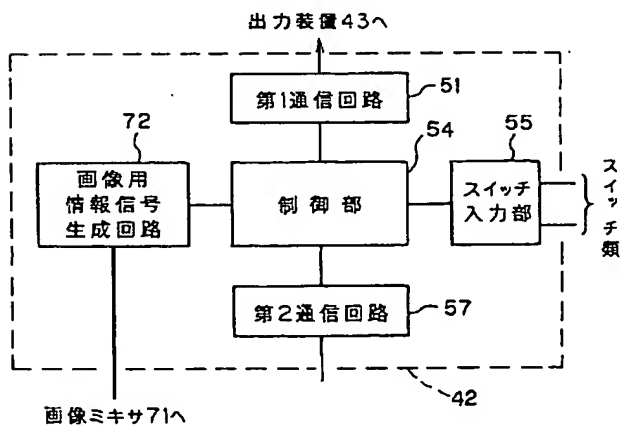 出力装置43へ
第1通信回路
51
72
54
55
画像用
情報信号
生成回路
制御部
スイッチ
入力部
スイッチ類
第2通信回路
57
42
画像ミキサ71へ